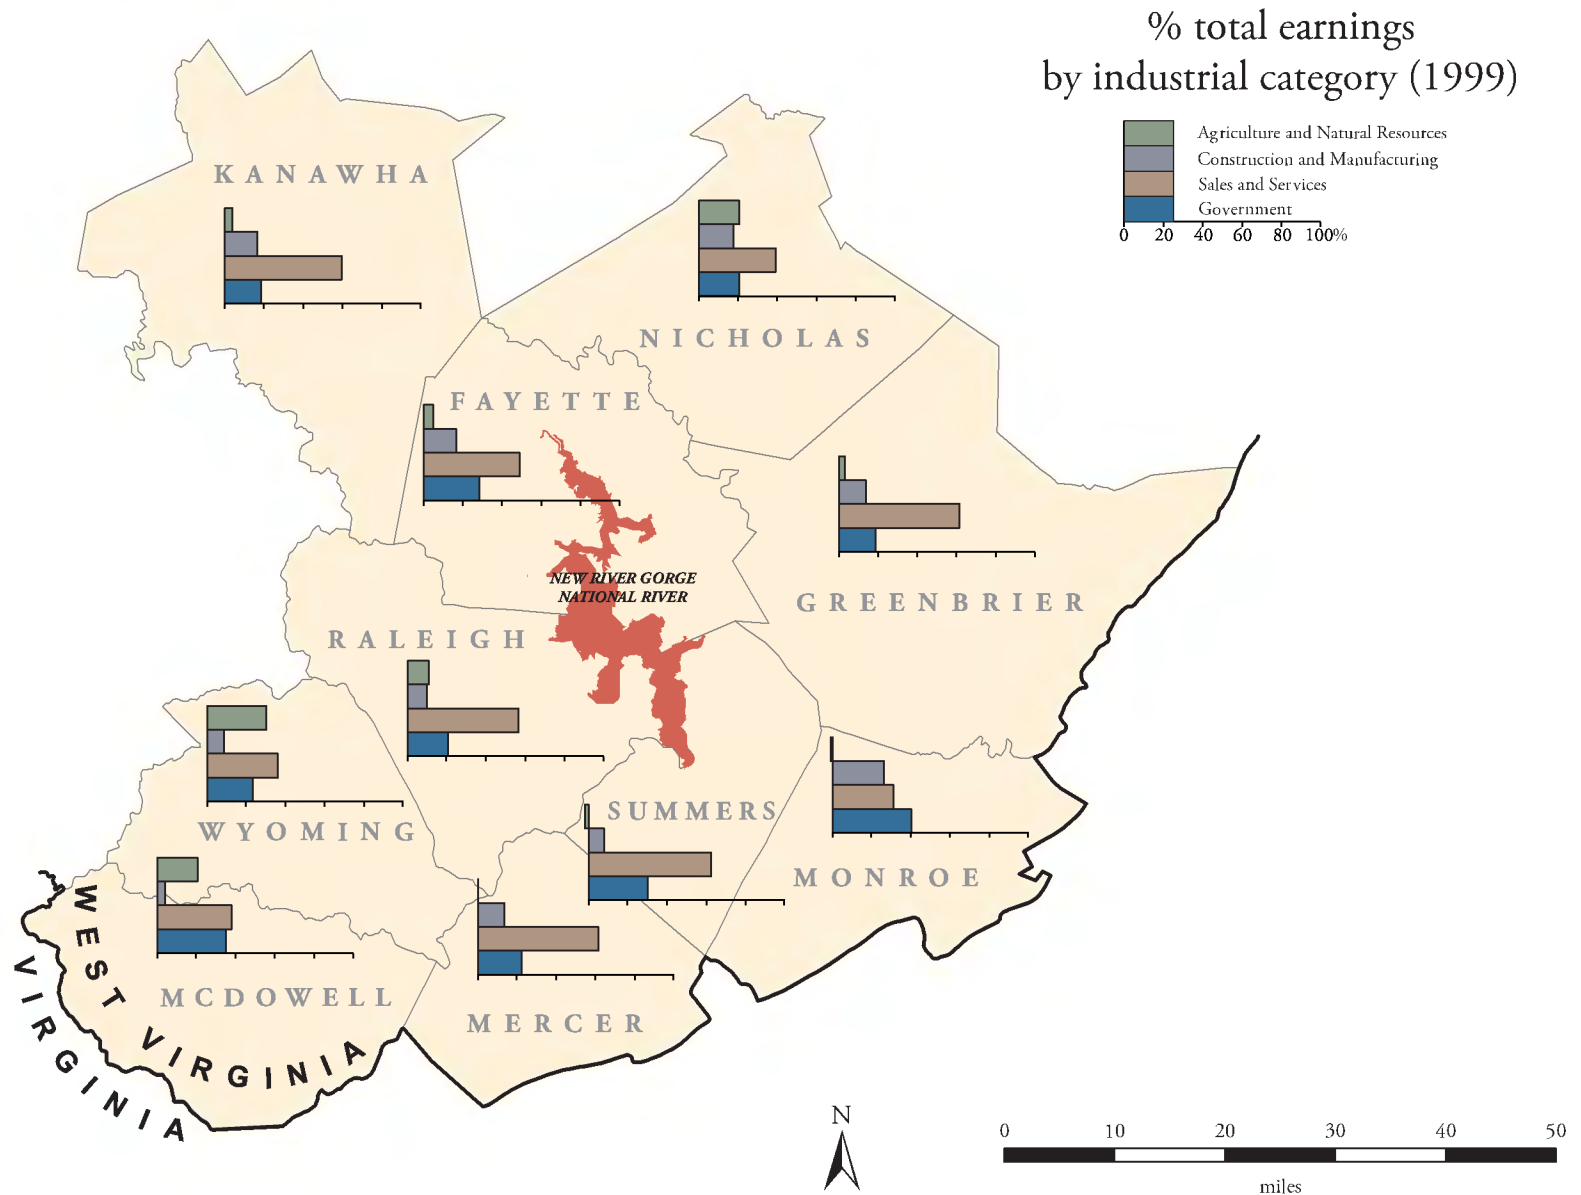 % total earnings
by industrial category (1999)
Agriculture and Natural Resources
Construction and Manufacturing
Sales and Services
Government
0 20 40 60 80 100%
KANAWHA
NICHOLAS
FAYETTE
NEW RIVER GORGE
NATIONAL RIVER
GREENBRIER
RALEIGH
SUMMERS
WYOMING
MONROE
MCDOWELL
MERCER
WEST VIRGINIA
VIRGINIA
N
0 10 20 30 40 50
miles